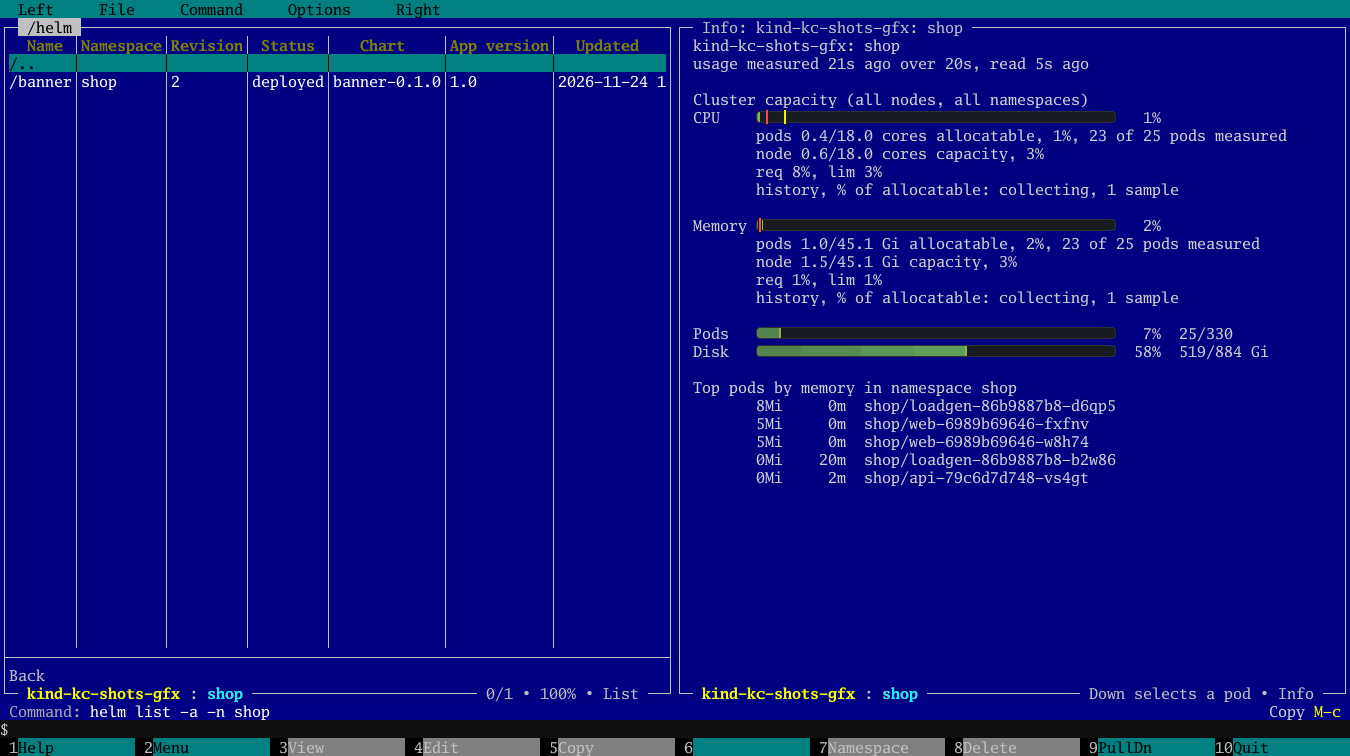 Left File Command Options Right
/helm
Name Namespace Revision Status Chart App version Updated
/..
/banner shop 2 deployed banner-0.1.0 1.0 2026-11-24 1
Back
kind-kc-shots-gfx : shop 0/1 • 100% • List
Info: kind-kc-shots-gfx: shop
kind-kc-shots-gfx: shop
usage measured 21s ago over 20s, read 5s ago
Cluster capacity (all nodes, all namespaces)
CPU 1%
pods 0.4/18.0 cores allocatable, 1%, 23 of 25 pods measured
node 0.6/18.0 cores capacity, 3%
req 8%, lim 3%
history, % of allocatable: collecting, 1 sample
Memory 2%
pods 1.0/45.1 Gi allocatable, 2%, 23 of 25 pods measured
node 1.5/45.1 Gi capacity, 3%
req 1%, lim 1%
history, % of allocatable: collecting, 1 sample
Pods 7% 25/330
Disk 58% 519/884 Gi
Top pods by memory in namespace shop
8Mi 0m shop/loadgen-86b9887b8-d6qp5
5Mi 0m shop/web-6989b69646-fxfnv
5Mi 0m shop/web-6989b69646-w8h74
0Mi 20m shop/loadgen-86b9887b8-b2w86
0Mi 2m shop/api-79c6d7d748-vs4gt
kind-kc-shots-gfx : shop Down selects a pod • Info
Command: helm list -a -n shop Copy M-c
$
1Help 2Menu 3View 4Edit 5Copy 6 7Namespace 8Delete 9PullDn 10Quit